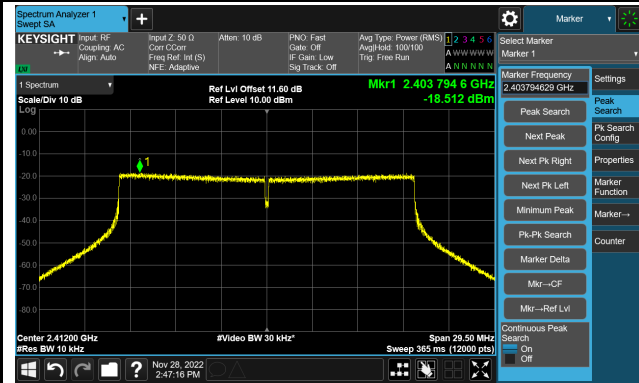 Spectrum Analyzer 1
Swept SA
+
Marker
KEYSIGHT
Input: RF
Coupling: AC
Align: Auto
Input Z: 50 Ω
Corr CCorr
Freq Ref: Int (S)
NFE: Adaptive
Atten: 10 dB
PNO: Fast
Gate: Off
IF Gain: Low
Sig Track: Off
Avg Type: Power (RMS)
Avg|Hold: 100/100
Trig: Free Run
1 2 3 4 5 6
A W W W W W
A N N N N N
LXI
Select Marker
Marker 1
1 Spectrum
Scale/Div 10 dB
Log
Ref Lvl Offset 11.60 dB
Ref Level 10.00 dBm
Mkr1 2.403 794 6 GHz
-18.512 dBm
0.00
-10.0
-20.0
-30.0
-40.0
-50.0
-60.0
-70.0
-80.0
1
Center 2.41200 GHz
#Res BW 10 kHz
#Video BW 30 kHz*
Span 29.50 MHz
Sweep 365 ms (12000 pts)
Marker Frequency
2.403794629 GHz
Peak Search
Next Peak
Next Pk Right
Next Pk Left
Minimum Peak
Pk-Pk Search
Marker Delta
Mkr→CF
Mkr→Ref Lvl
Continuous Peak
Search
On
Off
Settings
Peak
Search
Pk Search
Config
Properties
Marker
Function
Marker→
Counter
?
Nov 28, 2022
2:47:16 PM